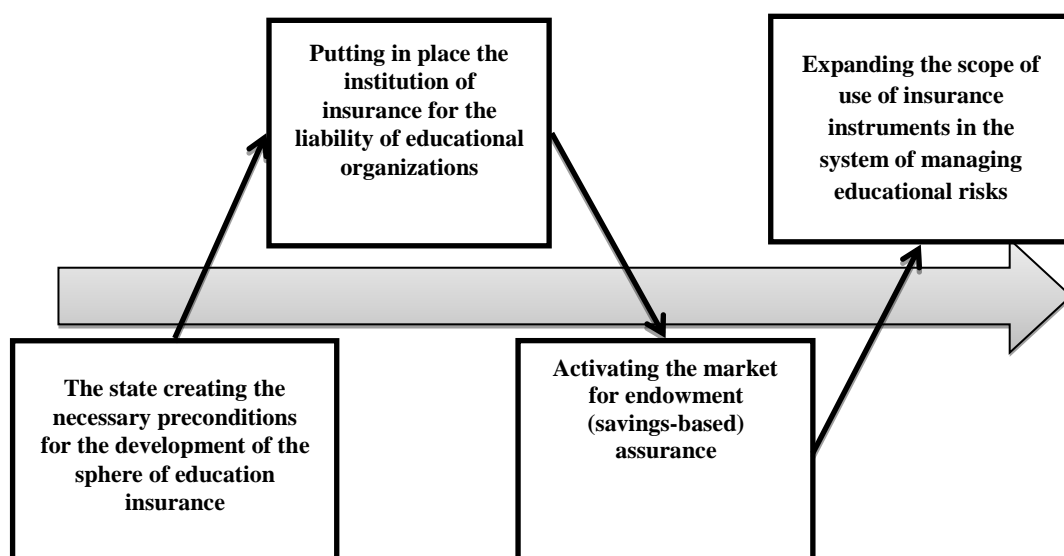 Putting in place the
institution of
insurance for the
liability of educational
organizations
Expanding the scope of
use of insurance
instruments in the
system of managing
educational risks
The state creating the
necessary preconditions
for the development of the
sphere of education
insurance
Activating the market
for endowment
(savings-based)
assurance